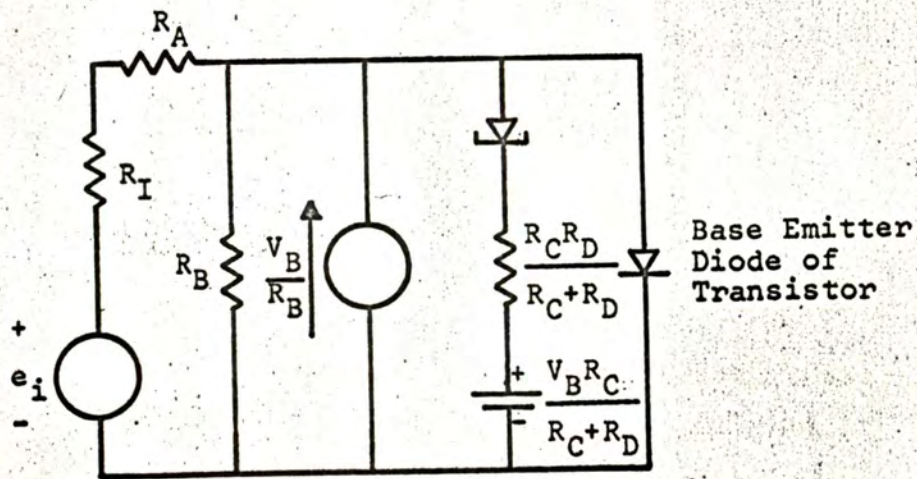 R_A
R_I
R_B
V_B
R_B
R_C R_D
R_C+R_D
Base Emitter
Diode of
Transistor
+
e_i
-
+
-
V_B R_C
R_C+R_D